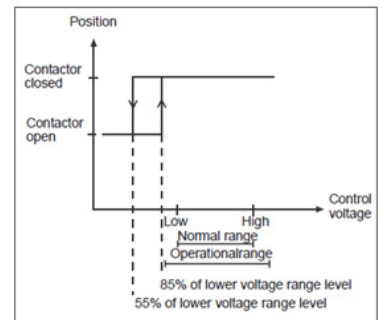 Position
Contactor
closed
Contactor
open
Control
voltage
Low
High
Normal range
Operationalrange
85% of lower voltage range level
55% of lower voltage range level